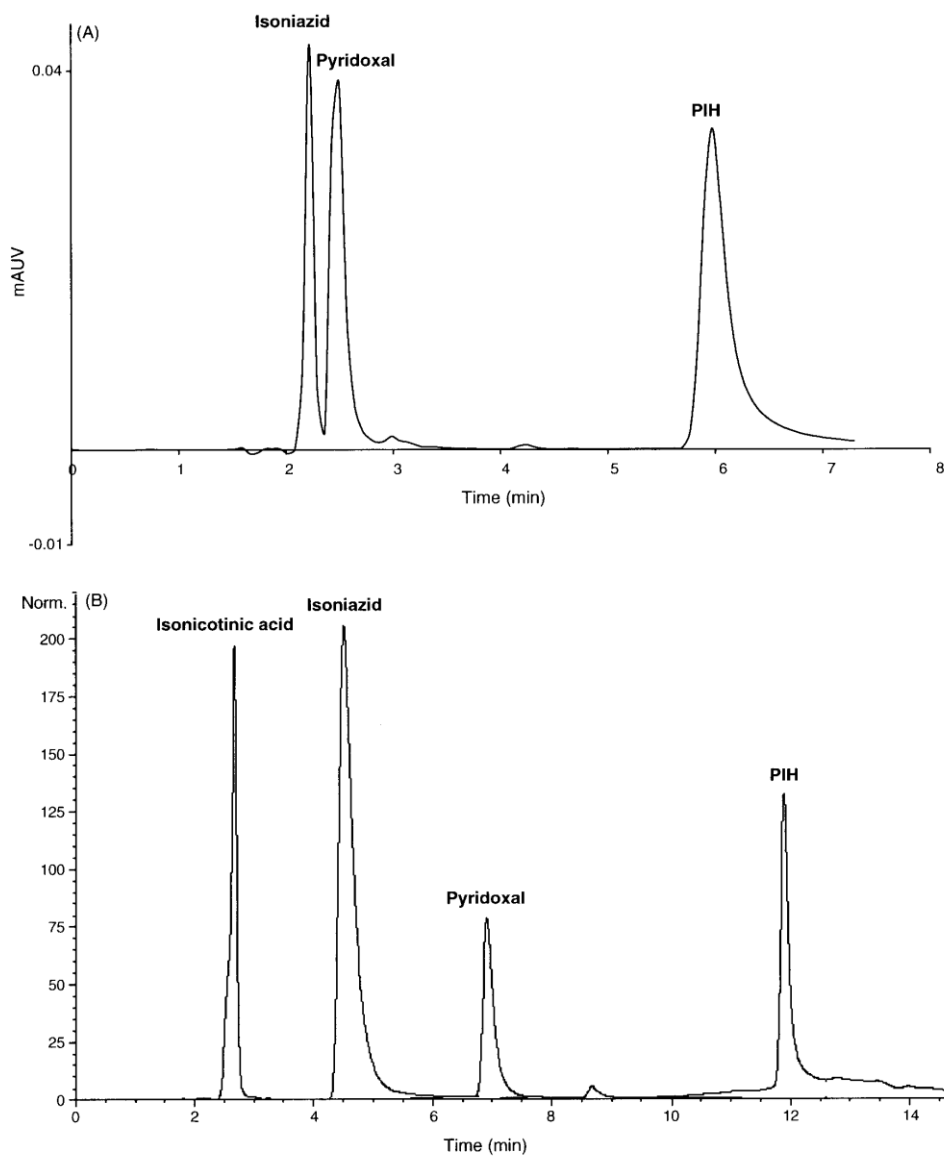 (A)
Isoniazid
Pyridoxal
PIH
0.04
mAUV
0 1 2 3 4 5 6 7 8
Time (min)
-0.01
Norm. (B)
Isonicotinic acid
Isoniazid
Pyridoxal
PIH
200
175
150
125
100
75
50
25
0
0 2 4 6 8 10 12 14
Time (min)